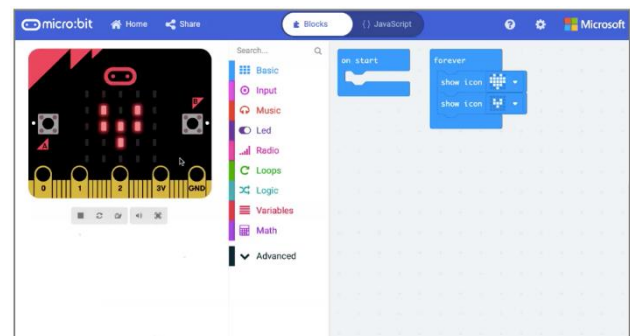 micro:bit Home Share Blocks {} JavaScript ? Microsoft
Search...
Basic
Input
Music
Led
Radio
Loops
Logic
Variables
Math
Advanced
on start
forever
show icon
show icon
B
A
0 1 2 3V GND